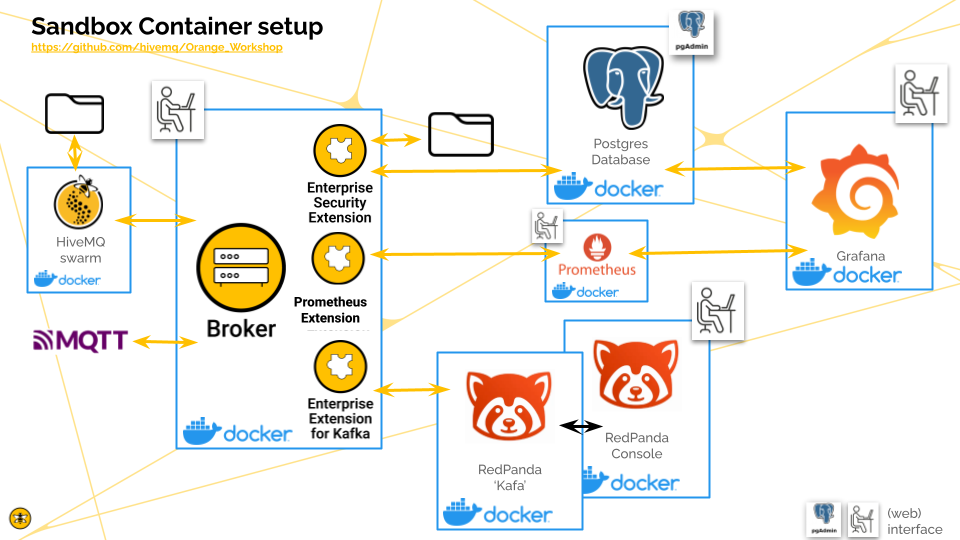 Sandbox Container setup
https://github.com/hivemq/Orange_Workshop
pgAdmin
Postgres
Database
docker
Enterprise
Security
Extension
HiveMQ
swarm
docker
Grafana
docker
Prometheus
docker
Broker
Prometheus
Extension
MQTT
Enterprise
Extension
for Kafka
docker
RedPanda
Console
docker
RedPanda
‘Kafa’
docker
pgAdmin
(web)
interface